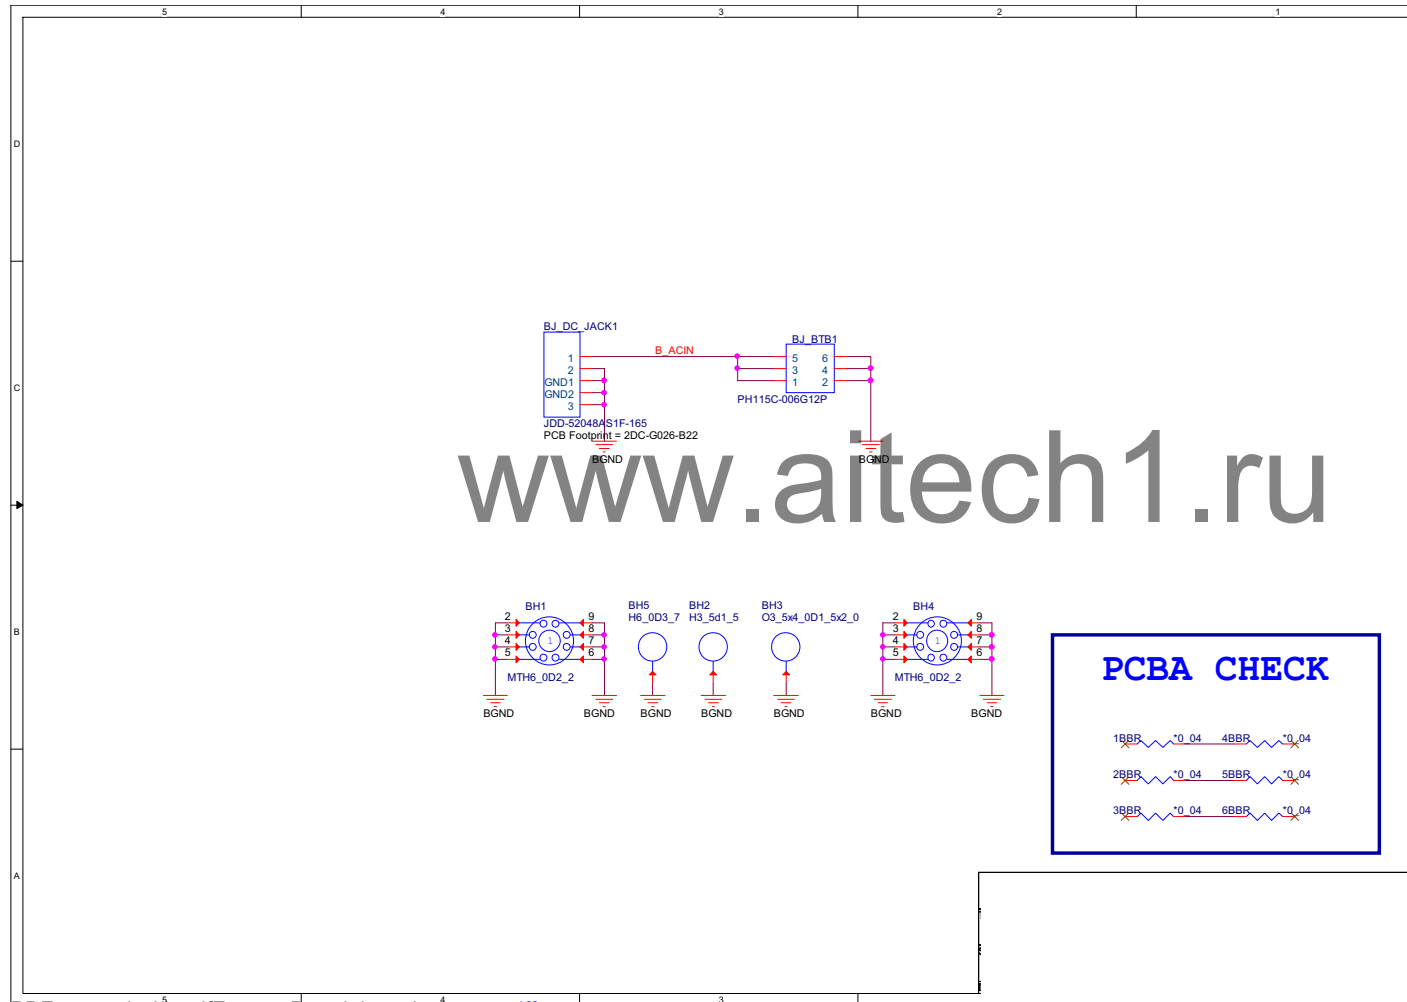 5 4 3 2 1
D
BJ_DC_JACK1
BJ_BTB1
B_ACIN
1
2
GND1
GND2
3
5 6
3 4
1 2
C
PH115C-006G12P
JDD-52048AS1F-165
PCB Footprint = 2DC-G026-B22
BGND
BGND
www.aitech1.ru
BH1
BH5
H6_0D3_7
BH2
H3_5d1_5
BH3
O3_5x4_0D1_5x2_0
BH4
2 9
3 8
4 1 7
5 6
2 9
3 8
4 1 7
5 6
B
MTH6_0D2_2
MTH6_0D2_2
BGND
BGND
BGND
BGND
BGND
BGND
BGND
PCBA CHECK
1BBR *0_04 4BBR *0_04
2BBR *0_04 5BBR *0_04
3BBR *0_04 6BBR *0_04
A
5 4 3